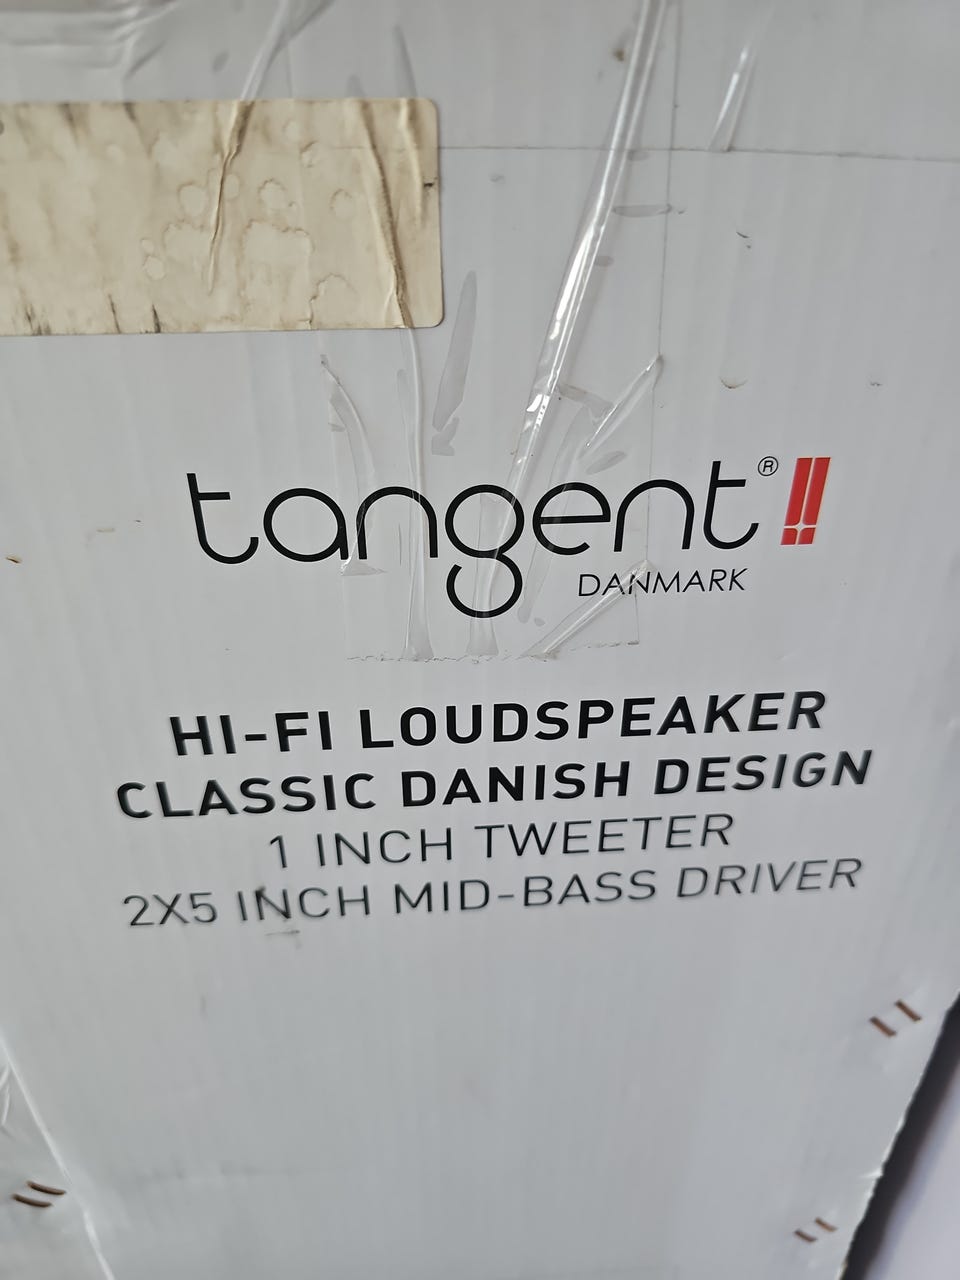 tangent®
DANMARK
HI-FI LOUDSPEAKER
CLASSIC DANISH DESIGN
1 INCH TWEETER
2X5 INCH MID-BASS DRIVER